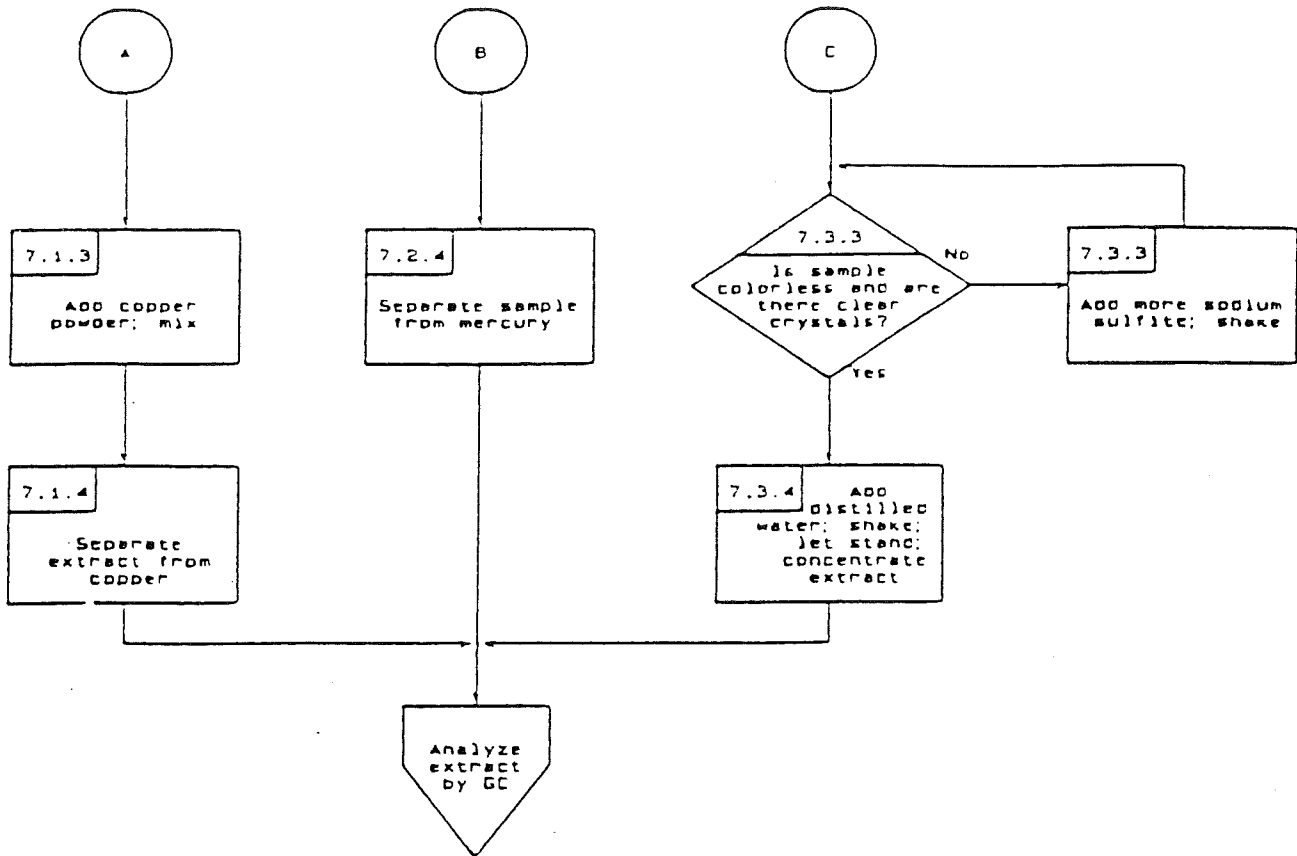 A
B
C
7.1.3
Add copper
powder; mix
7.2.4
Separate sample
from mercury
7.3.3
Is sample
colorless and are
there clear
crystals?
No
7.3.3
Add more sodium
sulfite; shake
Yes
7.1.4
Separate
extract from
copper
7.3.4
Add
distilled
water; shake;
let stand;
concentrate
extract
Analyze
extract
by GC